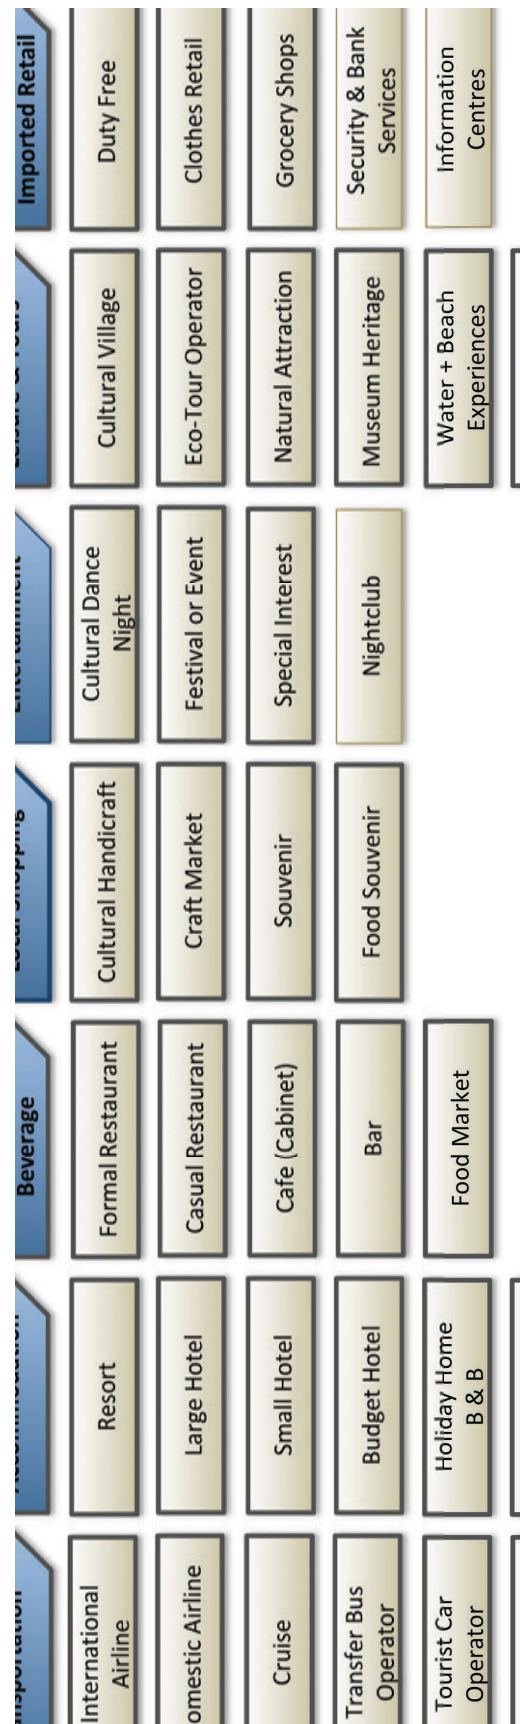 International
Airline
omestic Airline
Cruise
Transfer Bus
Operator
Tourist Car
Operator
Resort
Large Hotel
Small Hotel
Budget Hotel
Holiday Home
B & B
Beverage
Formal Restaurant
Casual Restaurant
Cafe (Cabinet)
Bar
Food Market
Cultural Handicraft
Craft Market
Souvenir
Food Souvenir
Cultural Dance
Night
Festival or Event
Special Interest
Nightclub
Cultural Village
Eco-Tour Operator
Natural Attraction
Museum Heritage
Water + Beach
Experiences
Imported Retail
Duty Free
Clothes Retail
Grocery Shops
Security & Bank
Services
Information
Centres